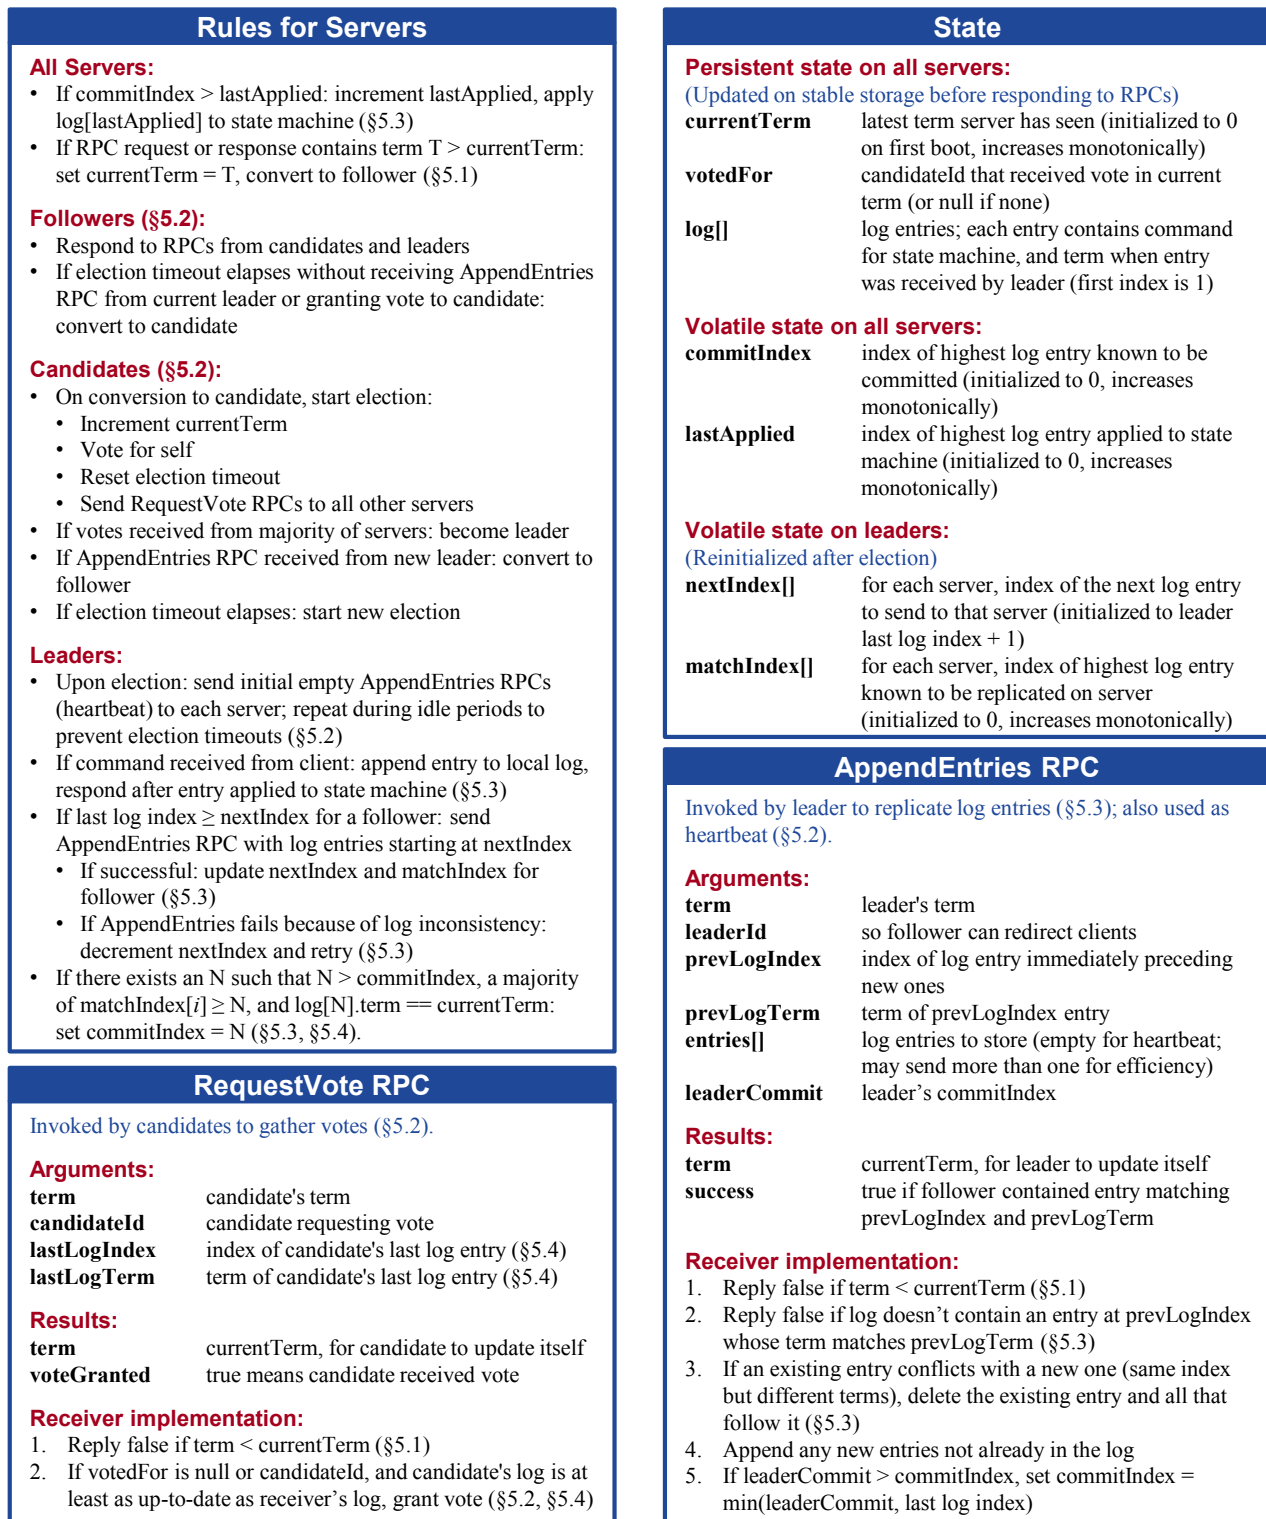 Rules for Servers
All Servers:
• If commitIndex > lastApplied: increment lastApplied, apply
log[lastApplied] to state machine (§5.3)
• If RPC request or response contains term T > currentTerm:
set currentTerm = T, convert to follower (§5.1)
Followers (§5.2):
• Respond to RPCs from candidates and leaders
• If election timeout elapses without receiving AppendEntries
RPC from current leader or granting vote to candidate:
convert to candidate
Candidates (§5.2):
• On conversion to candidate, start election:
• Increment currentTerm
• Vote for self
• Reset election timeout
• Send RequestVote RPCs to all other servers
• If votes received from majority of servers: become leader
• If AppendEntries RPC received from new leader: convert to
follower
• If election timeout elapses: start new election
Leaders:
• Upon election: send initial empty AppendEntries RPCs
(heartbeat) to each server; repeat during idle periods to
prevent election timeouts (§5.2)
• If command received from client: append entry to local log,
respond after entry applied to state machine (§5.3)
• If last log index ≥ nextIndex for a follower: send
AppendEntries RPC with log entries starting at nextIndex
• If successful: update nextIndex and matchIndex for
follower (§5.3)
• If AppendEntries fails because of log inconsistency:
decrement nextIndex and retry (§5.3)
• If there exists an N such that N > commitIndex, a majority
of matchIndex[i] ≥ N, and log[N].term == currentTerm:
set commitIndex = N (§5.3, §5.4).
RequestVote RPC
Invoked by candidates to gather votes (§5.2).
Arguments:
term candidate's term
candidateId candidate requesting vote
lastLogIndex index of candidate's last log entry (§5.4)
lastLogTerm term of candidate's last log entry (§5.4)
Results:
term currentTerm, for candidate to update itself
voteGranted true means candidate received vote
Receiver implementation:
1. Reply false if term < currentTerm (§5.1)
2. If votedFor is null or candidateId, and candidate's log is at
least as up-to-date as receiver’s log, grant vote (§5.2, §5.4)
State
Persistent state on all servers:
(Updated on stable storage before responding to RPCs)
currentTerm latest term server has seen (initialized to 0
on first boot, increases monotonically)
votedFor candidateId that received vote in current
term (or null if none)
log[] log entries; each entry contains command
for state machine, and term when entry
was received by leader (first index is 1)
Volatile state on all servers:
commitIndex index of highest log entry known to be
committed (initialized to 0, increases
monotonically)
lastApplied index of highest log entry applied to state
machine (initialized to 0, increases
monotonically)
Volatile state on leaders:
(Reinitialized after election)
nextIndex[] for each server, index of the next log entry
to send to that server (initialized to leader
last log index + 1)
matchIndex[] for each server, index of highest log entry
known to be replicated on server
(initialized to 0, increases monotonically)
AppendEntries RPC
Invoked by leader to replicate log entries (§5.3); also used as
heartbeat (§5.2).
Arguments:
term leader's term
leaderId so follower can redirect clients
prevLogIndex index of log entry immediately preceding
new ones
prevLogTerm term of prevLogIndex entry
entries[] log entries to store (empty for heartbeat;
may send more than one for efficiency)
leaderCommit leader’s commitIndex
Results:
term currentTerm, for leader to update itself
success true if follower contained entry matching
prevLogIndex and prevLogTerm
Receiver implementation:
1. Reply false if term < currentTerm (§5.1)
2. Reply false if log doesn’t contain an entry at prevLogIndex
whose term matches prevLogTerm (§5.3)
3. If an existing entry conflicts with a new one (same index
but different terms), delete the existing entry and all that
follow it (§5.3)
4. Append any new entries not already in the log
5. If leaderCommit > commitIndex, set commitIndex =
min(leaderCommit, last log index)